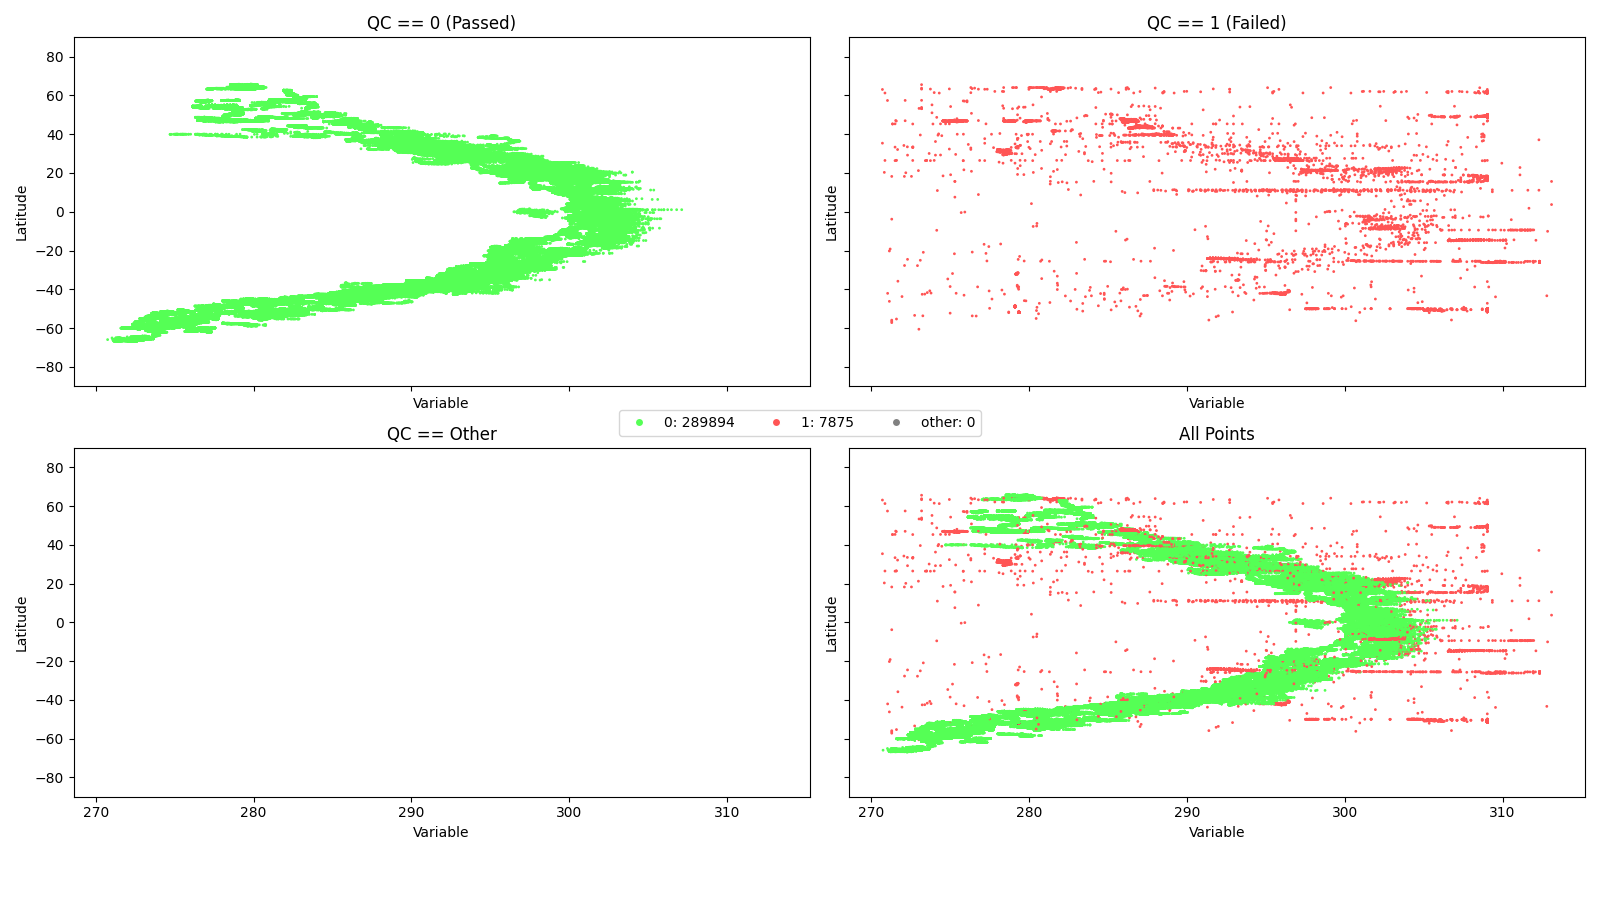 QC == 0 (Passed)
80
60
40
20
0
−20
−40
−60
−80
Latitude
Variable
QC == 1 (Failed)
Latitude
Variable
0: 289894 1: 7875 other: 0
QC == Other
80
60
40
20
0
−20
−40
−60
−80
Latitude
270 280 290 300 310
Variable
All Points
Latitude
270 280 290 300 310
Variable